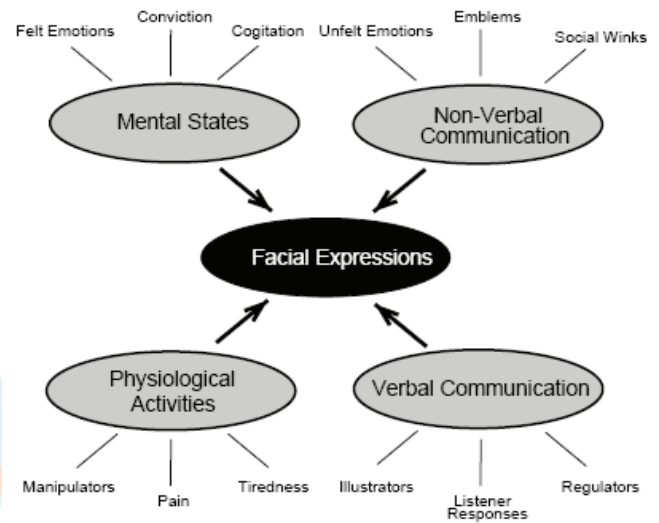 Felt Emotions
Conviction
Cogitation
Mental States
Unfelt Emotions
Emblems
Social Winks
Non-Verbal
Communication
Facial Expressions
Physiological
Activities
Manipulators
Pain
Tiredness
Verbal Communication
Illustrators
Listener
Responses
Regulators